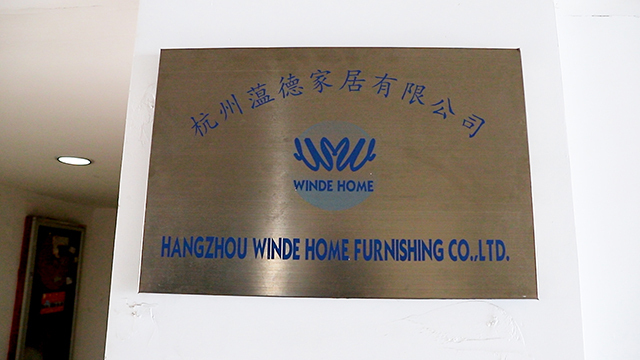 杭州蕰德家居有限公司
WINDE HOME
HANGZHOU WINDE HOME FURNISHING CO.,LTD.